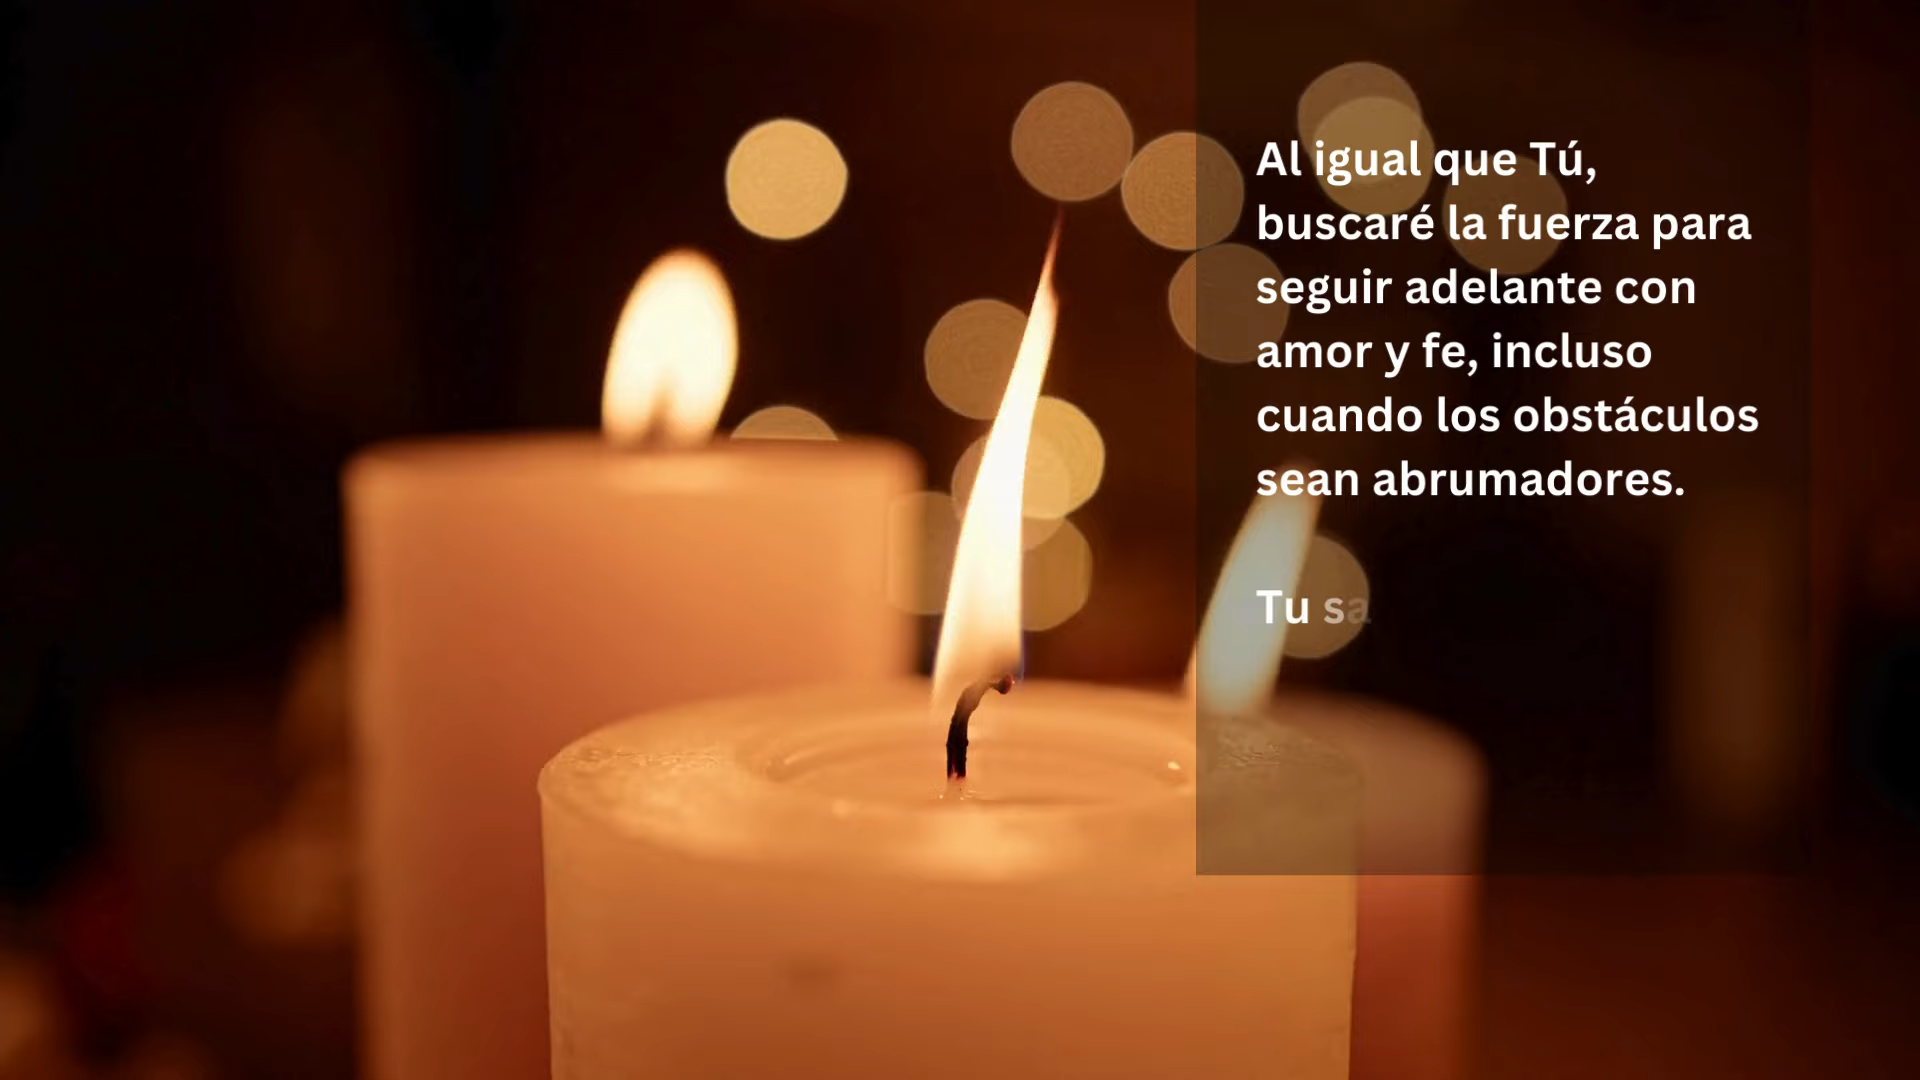 Al igual que Tú,
buscaré la fuerza para
seguir adelante con
amor y fe, incluso
cuando los obstáculos
sean abrumadores.
Tu sa